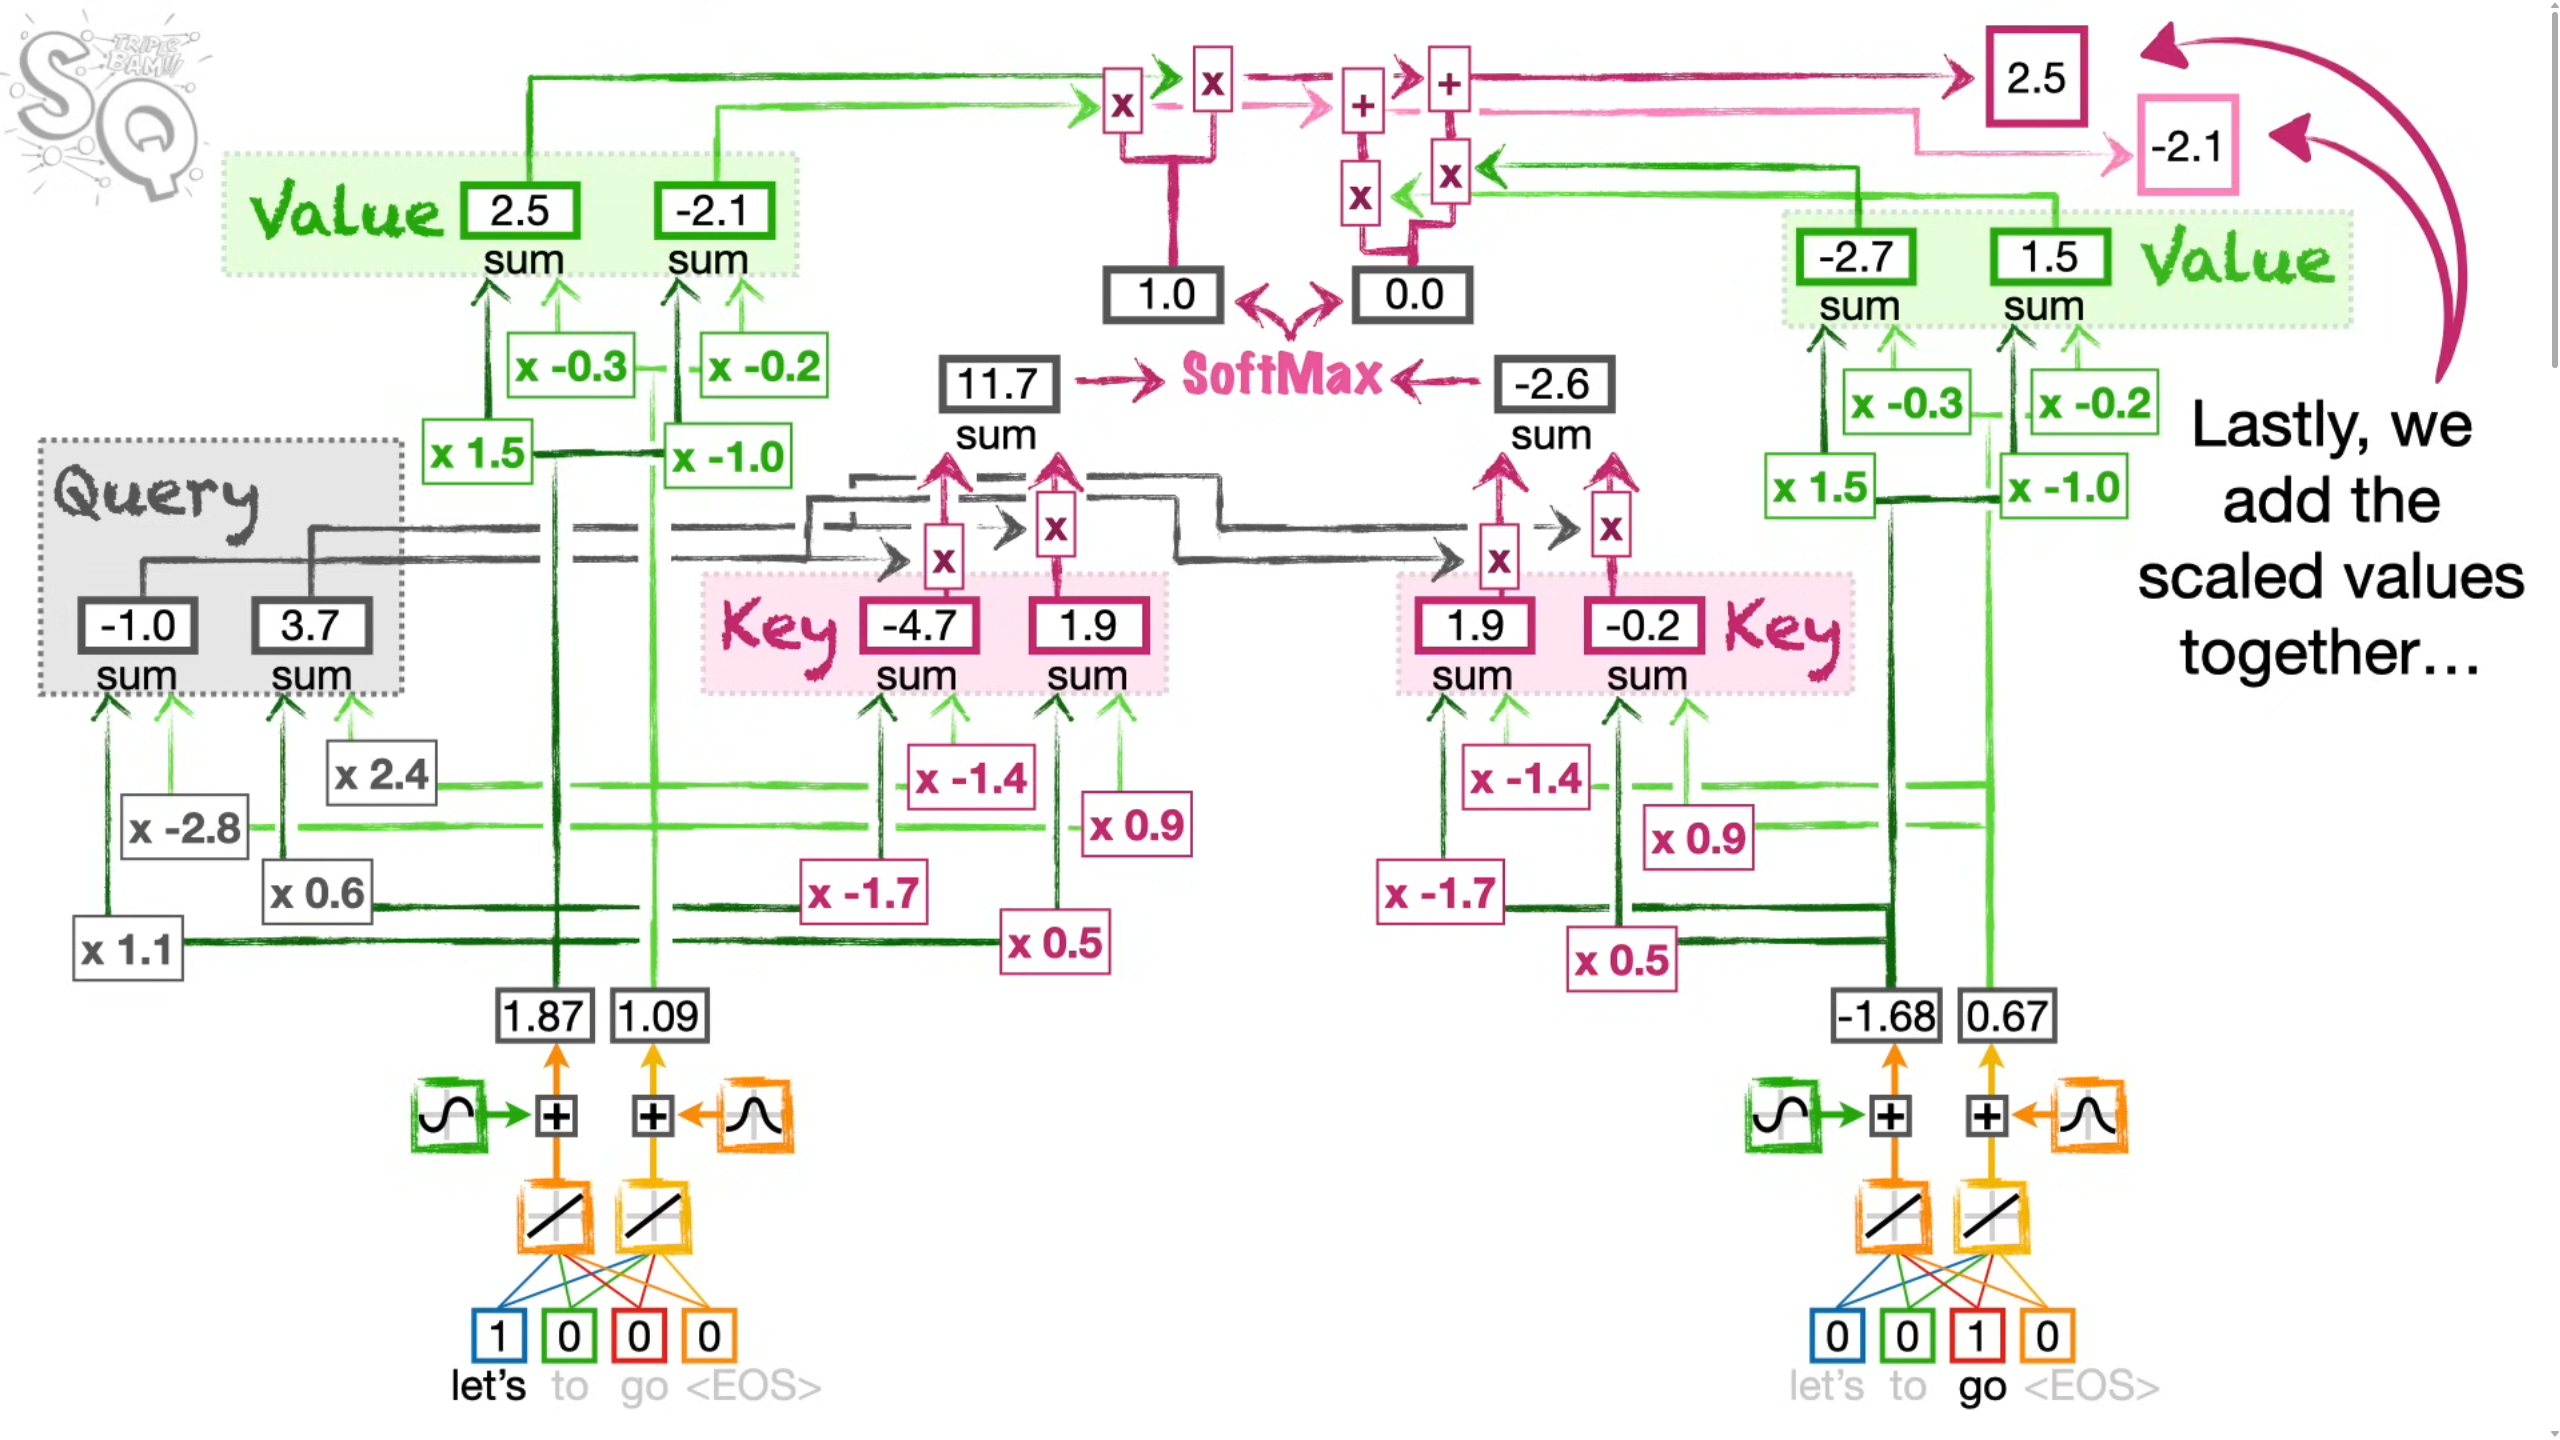 SQ
TRIPLE
BAM!!!
x
x
+
+
2.5
-2.1
x
x
Value
2.5
-2.1
sum
sum
1.0
0.0
-2.7
1.5
Value
sum
sum
x -0.3
x -0.2
11.7
SoftMax
-2.6
sum
sum
x -0.3
x -0.2
x 1.5
x -1.0
x 1.5
x -1.0
Lastly, we
add the
scaled values
together...
Query
-1.0
3.7
sum
sum
x
x
Key
-4.7
1.9
sum
sum
x
x
1.9
-0.2
Key
sum
sum
x 2.4
x -2.8
x 0.6
x 1.1
x -1.4
x 0.9
x -1.7
x 0.5
x -1.4
x 0.9
x -1.7
x 0.5
1.87
1.09
-1.68
0.67
+
+
+
+
1
0
0
0
let's to go <EOS>
0
0
1
0
let's to go <EOS>